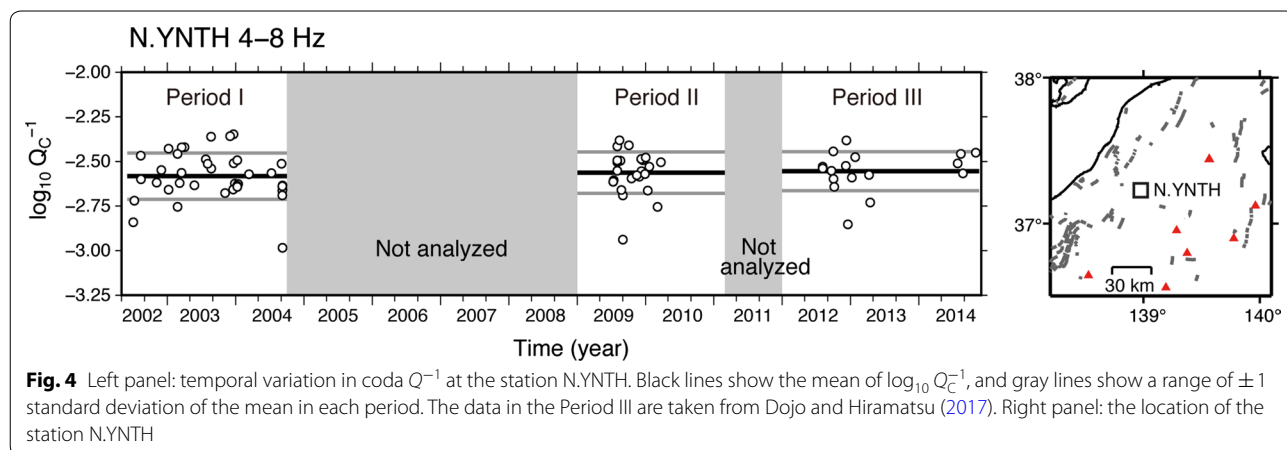 N.YNTH 4–8 Hz
−2.00
−2.25
−2.50
−2.75
−3.00
−3.25
log10 QC−1
Period I
Period II
Period III
Not analyzed
Not
analyzed
2002 2003 2004 2005 2006 2007 2008 2009 2010 2011 2012 2013 2014
Time (year)
38°
37°
N.YNTH
30 km
139° 140°
Fig. 4 Left panel: temporal variation in coda Q−1 at the station N.YNTH. Black lines show the mean of log10 QC−1, and gray lines show a range of ±1
standard deviation of the mean in each period. The data in the Period III are taken from Dojo and Hiramatsu (2017). Right panel: the location of the
station N.YNTH